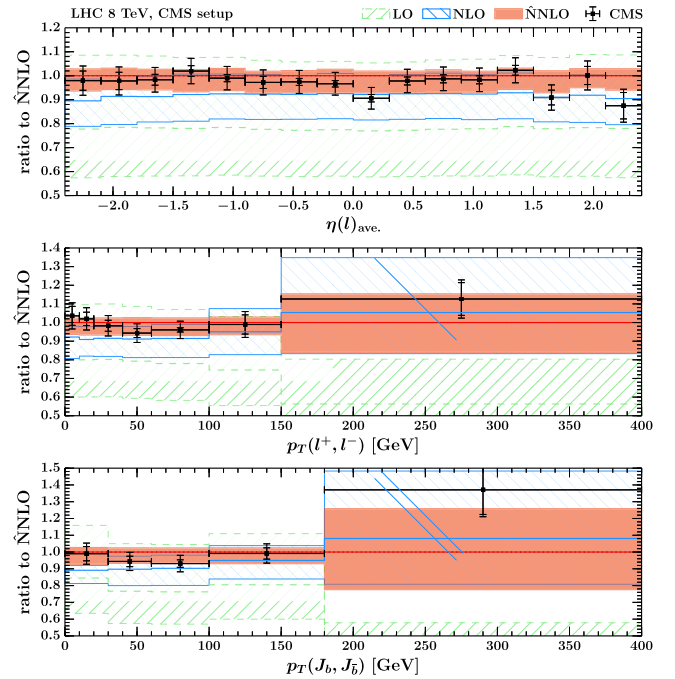 LHC 8 TeV, CMS setup LO NLO N̂NLO CMS
1.2
1.1
1.0
0.9
0.8
0.7
0.6
0.5
ratio to N̂NLO
−2.0 −1.5 −1.0 −0.5 0.0 0.5 1.0 1.5 2.0
η(l)ave.
1.4
1.3
1.2
1.1
1.0
0.9
0.8
0.7
0.6
0.5
ratio to N̂NLO
0 50 100 150 200 250 300 350 400
pT(l+, l−) [GeV]
1.5
1.4
1.3
1.2
1.1
1.0
0.9
0.8
0.7
0.6
0.5
ratio to N̂NLO
0 50 100 150 200 250 300 350 400
pT(Jb, Jb̄) [GeV]